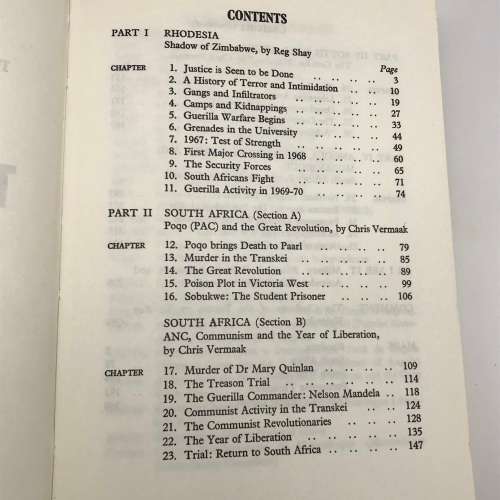 CONTENTS
PART I RHODESIA
Shadow of Zimbabwe, by Reg Shay
CHAPTER Page
1. Justice is Seen to be Done .. .. .. .. 3
2. A History of Terror and Intimidation .. .. 10
3. Gangs and Infiltrators .. .. .. .. 19
4. Camps and Kidnappings .. .. .. .. 27
5. Guerilla Warfare Begins .. .. .. .. 33
6. Grenades in the University .. .. .. 44
7. 1967: Test of Strength .. .. .. .. 49
8. First Major Crossing in 1968 .. .. .. 60
9. The Security Forces .. .. .. .. 65
10. South Africans Fight .. .. .. .. 71
11. Guerilla Activity in 1969-70 .. .. .. 74
PART II SOUTH AFRICA (Section A)
Poqo (PAC) and the Great Revolution, by Chris Vermaak
CHAPTER 12. Poqo brings Death to Paarl .. .. .. 79
13. Murder in the Transkei .. .. .. .. 85
14. The Great Revolution .. .. .. .. 89
15. Poison Plot in Victoria West .. .. .. 99
16. Sobukwe: The Student Prisoner .. .. .. 106
SOUTH AFRICA (Section B)
ANC, Communism and the Year of Liberation,
by Chris Vermaak
CHAPTER 17. Murder of Dr Mary Quinlan .. .. .. 109
18. The Treason Trial .. .. .. .. .. 114
19. The Guerilla Commander: Nelson Mandela .. 118
20. Communist Activity in the Transkei .. .. 124
21. The Communist Revolutionaries .. .. .. 128
22. The Year of Liberation .. .. .. .. 135
23. Trial: Return to South Africa .. .. .. 147